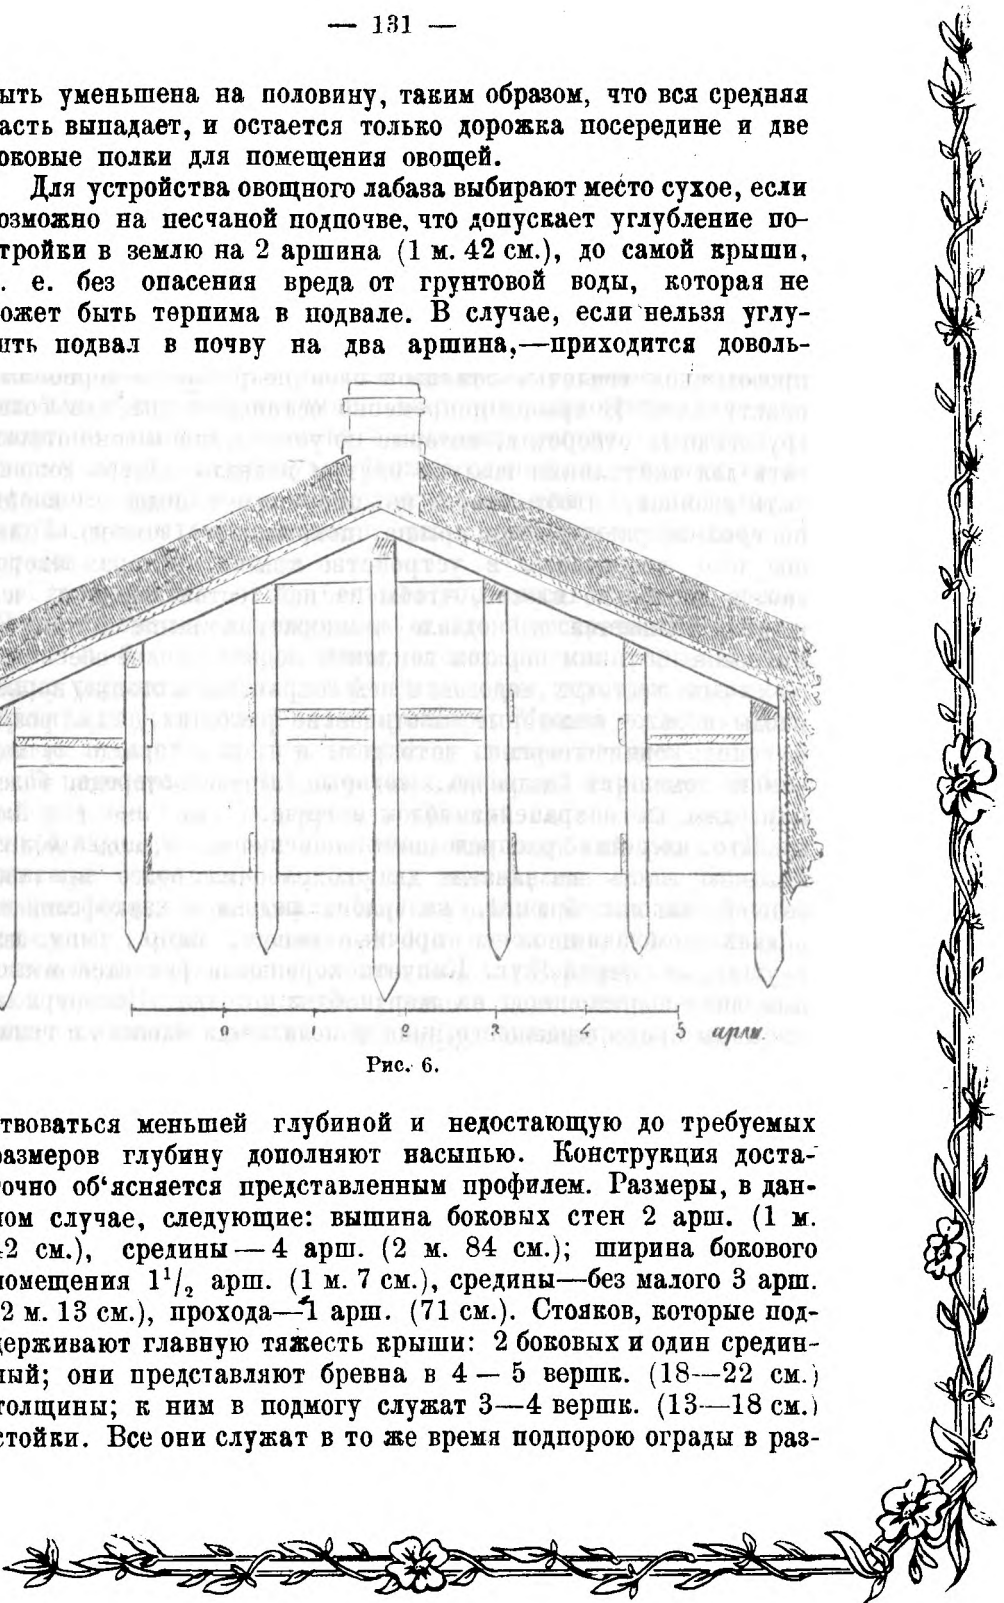 — 131 —
ыть уменьшена на половину, таким образом, что вся средняя
асть выпадает, и остается только дорожка посередине и две
оковые полки для помещения овощей.
Для устройства овощного лабаза выбирают место сухое, если
озможно на песчаной подпочве, что допускает углубление по-
тройки в землю на 2 аршина (1 м. 42 см.), до самой крыши,
. е. без опасения вреда от грунтовой воды, которая не
ожет быть терпима в подвале. В случае, если нельзя углу-
ить подвал в почву на два аршина,—приходится доволь-
0 1 2 3 4 5 арш.
Рис. 6.
твоваться меньшей глубиной и недостающую до требуемых
азмеров глубину дополняют насыпью. Конструкция доста-
очно об‘ясняется представленным профилем. Размеры, в дан-
ом случае, следующие: вышина боковых стен 2 арш. (1 м.
2 см.), средины — 4 арш. (2 м. 84 см.); ширина бокового
помещения 1½ арш. (1 м. 7 см.), средины—без малого 3 арш.
2 м. 13 см.), прохода—1 арш. (71 см.). Стояков, которые под-
держивают главную тяжесть крыши: 2 боковых и один средин-
ный; они представляют бревна в 4 — 5 вершк. (18—22 см.)
толщины; к ним в подмогу служат 3—4 вершк. (13—18 см.)
стойки. Все они служат в то же время подпорою ограды в раз-